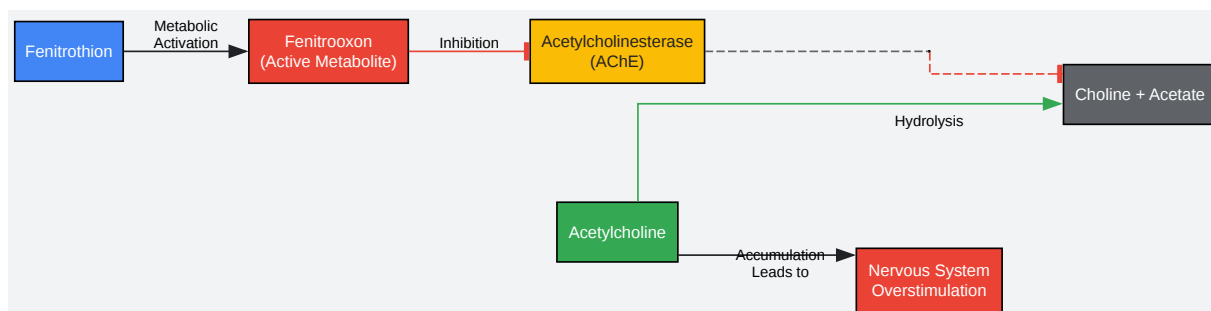 Fenitrothion
Metabolic
Activation
Fenitrooxon
(Active Metabolite)
Inhibition
Acetylcholinesterase
(AChE)
Choline + Acetate
Hydrolysis
Acetylcholine
Accumulation
Leads to
Nervous System
Overstimulation